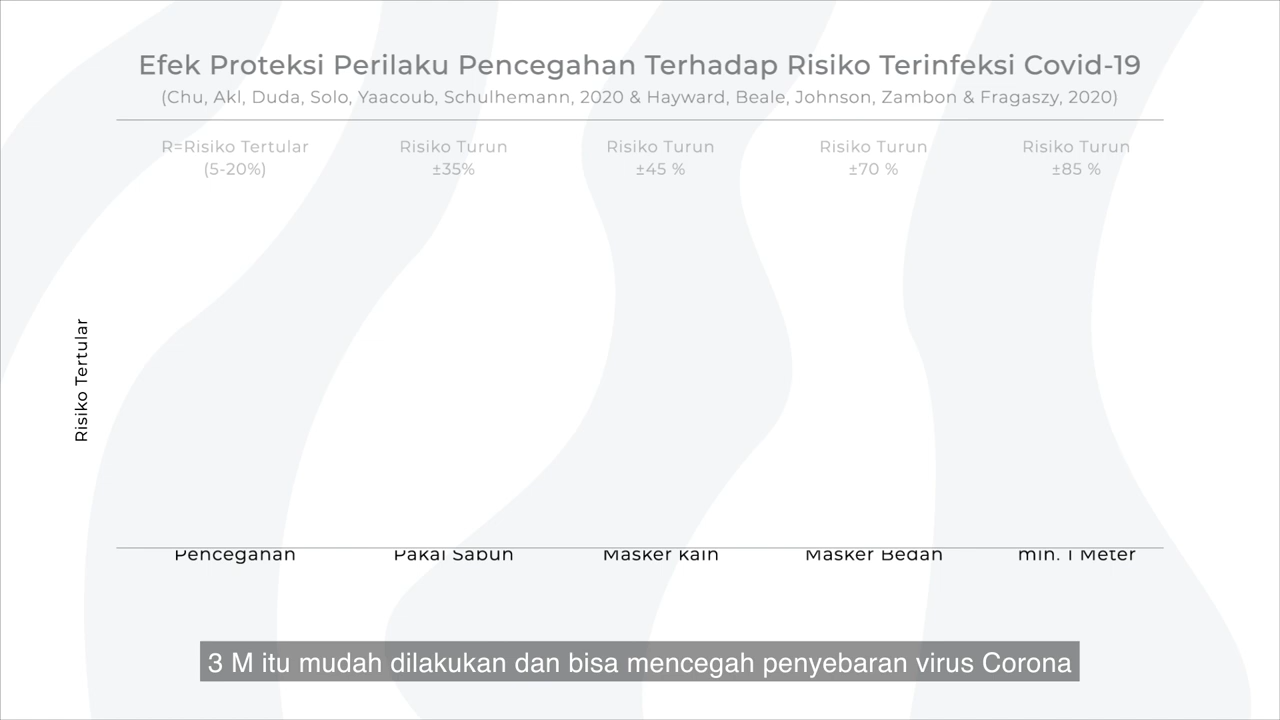 Efek Proteksi Perilaku Pencegahan Terhadap Risiko Terinfeksi Covid-19
(Chu, Akl, Duda, Solo, Yaacoub, Schulhemann, 2020 & Hayward, Beale, Johnson, Zambon & Fragaszy, 2020)
R=Risiko Tertular
(5-20%)
Risiko Turun
±35%
Risiko Turun
±45 %
Risiko Turun
±70 %
Risiko Turun
±85 %
Risiko Tertular
Pencegahan
Pakai Sabun
Masker kain
Masker Bedah
min. 1 Meter
3 M itu mudah dilakukan dan bisa mencegah penyebaran virus Corona